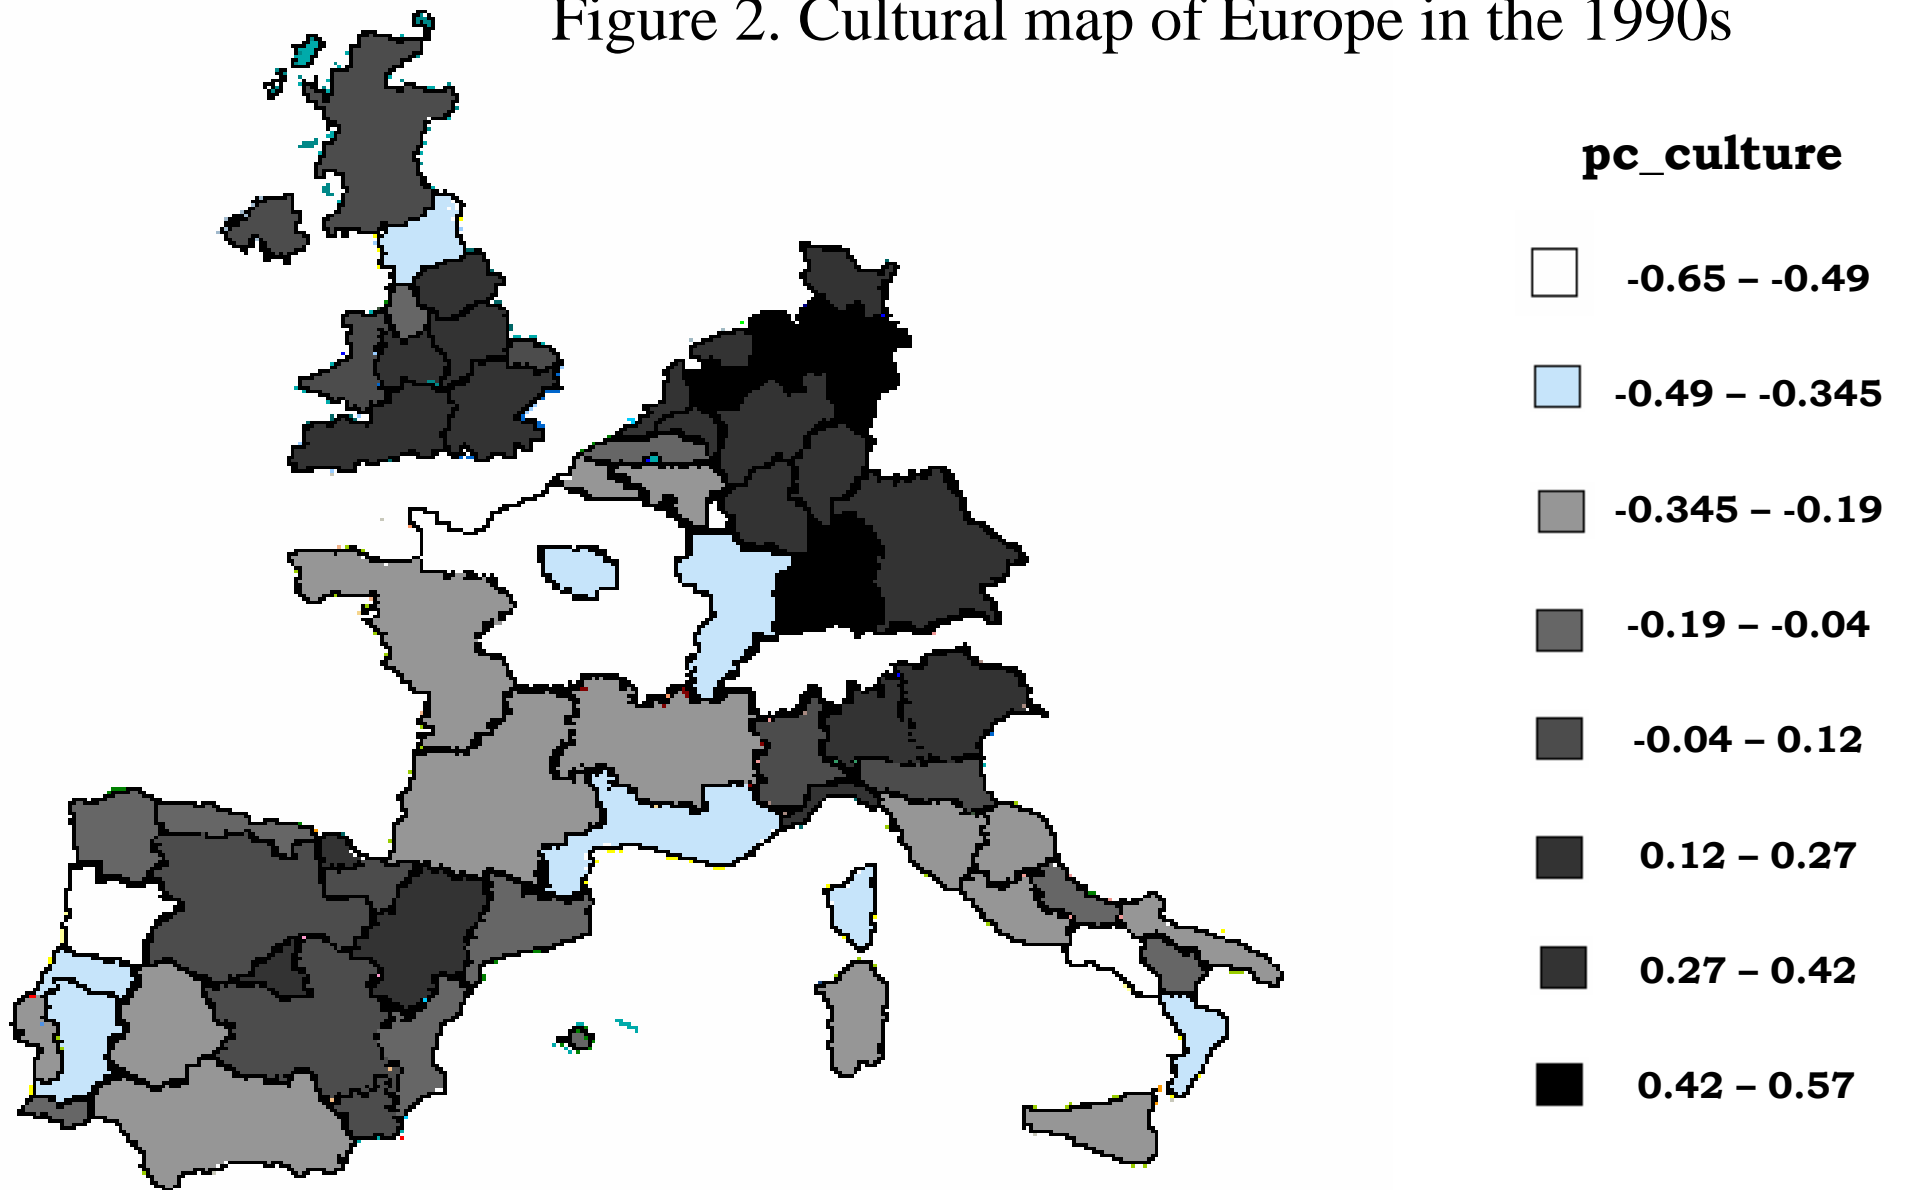 Figure 2. Cultural map of Europe in the 1990s
pc_culture
-0.65 – -0.49
-0.49 – -0.345
-0.345 – -0.19
-0.19 – -0.04
-0.04 – 0.12
0.12 – 0.27
0.27 – 0.42
0.42 – 0.57